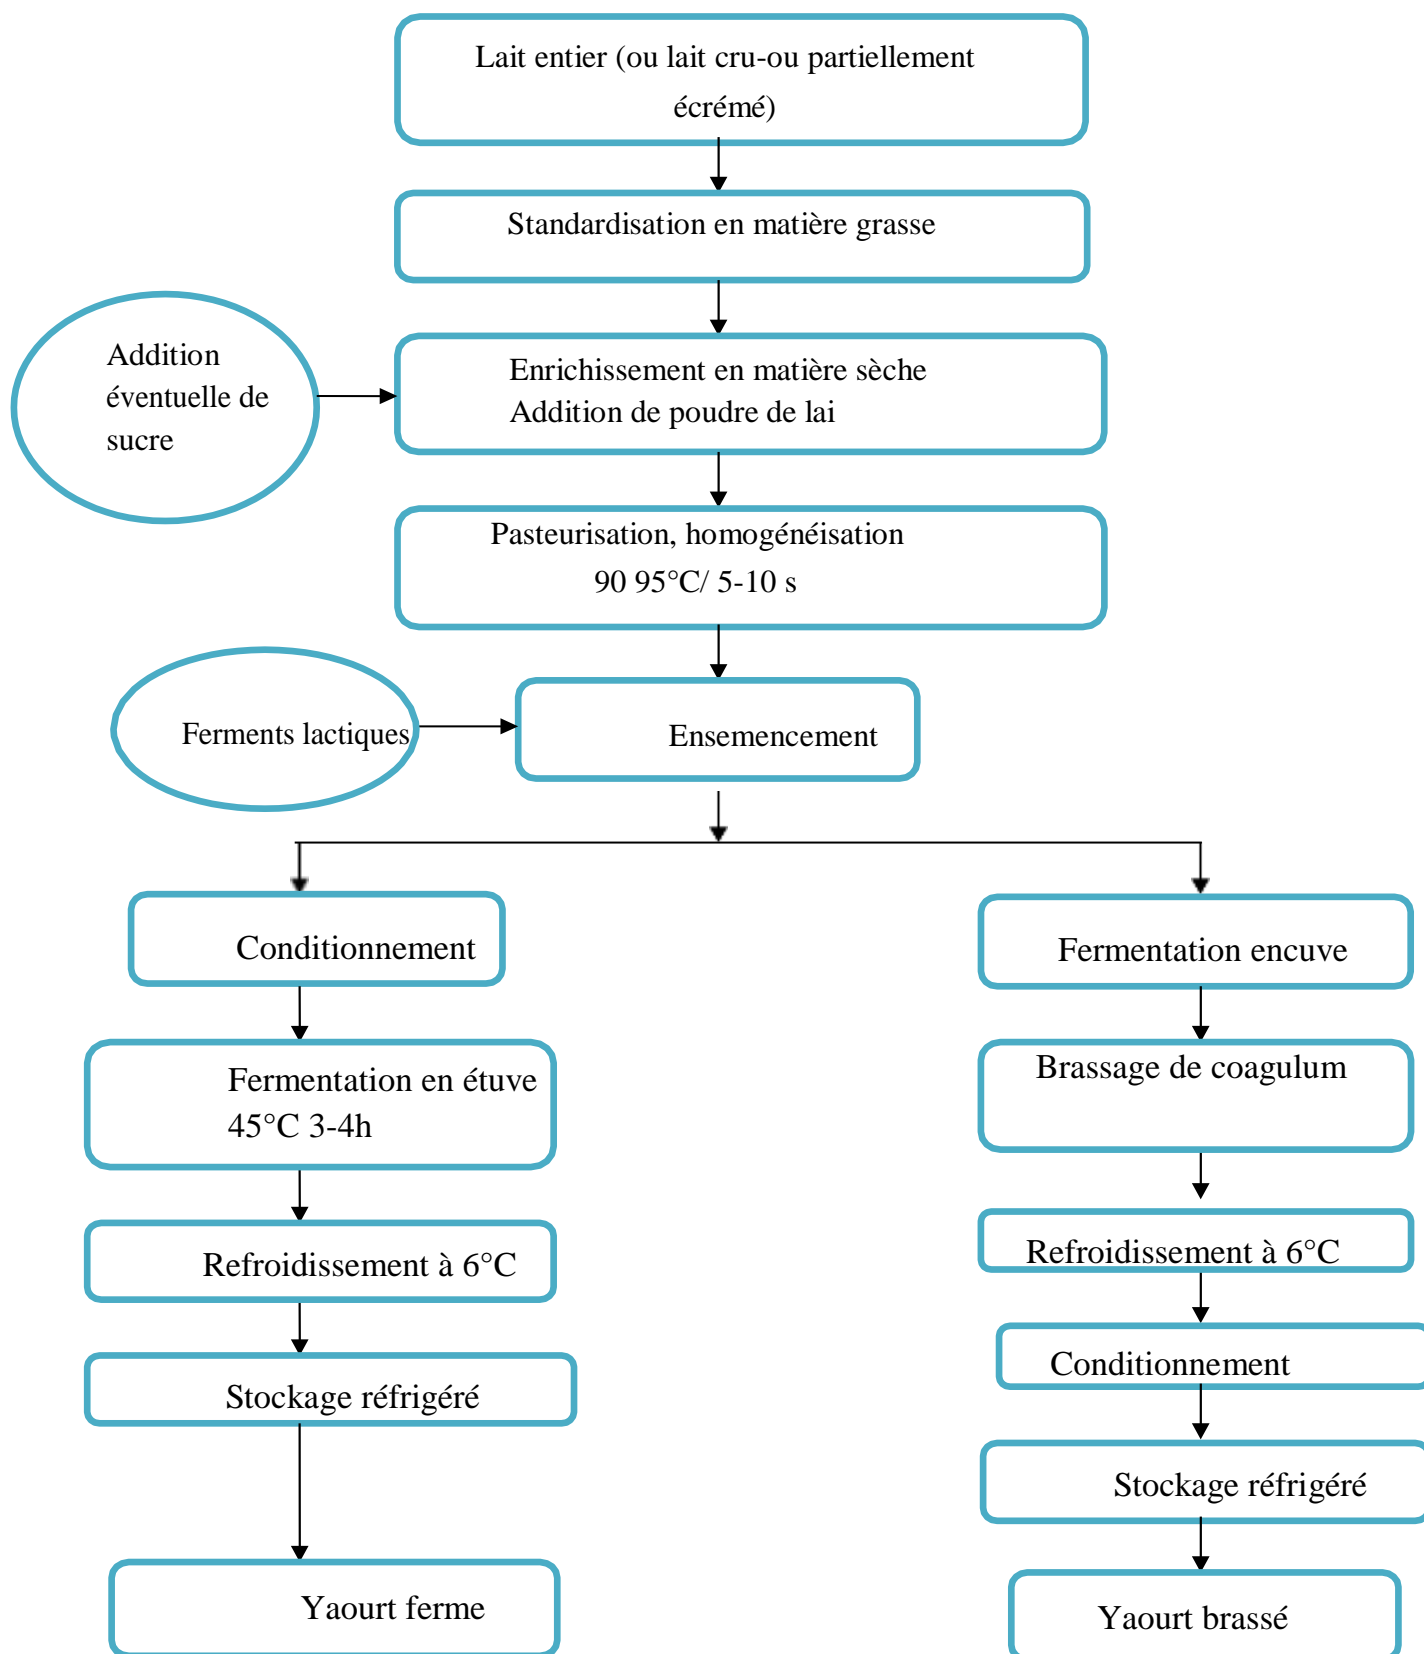 Lait entier (ou lait cru-ou partiellement
écrémé)
Standardisation en matière grasse
Addition
éventuelle de
sucre
Enrichissement en matière sèche
Addition de poudre de lai
Pasteurisation, homogénéisation
90 95°C/ 5-10 s
Ferments lactiques
Ensemencement
Conditionnement
Fermentation en étuve
45°C 3-4h
Refroidissement à 6°C
Stockage réfrigéré
Yaourt ferme
Fermentation encuve
Brassage de coagulum
Refroidissement à 6°C
Conditionnement
Stockage réfrigéré
Yaourt brassé